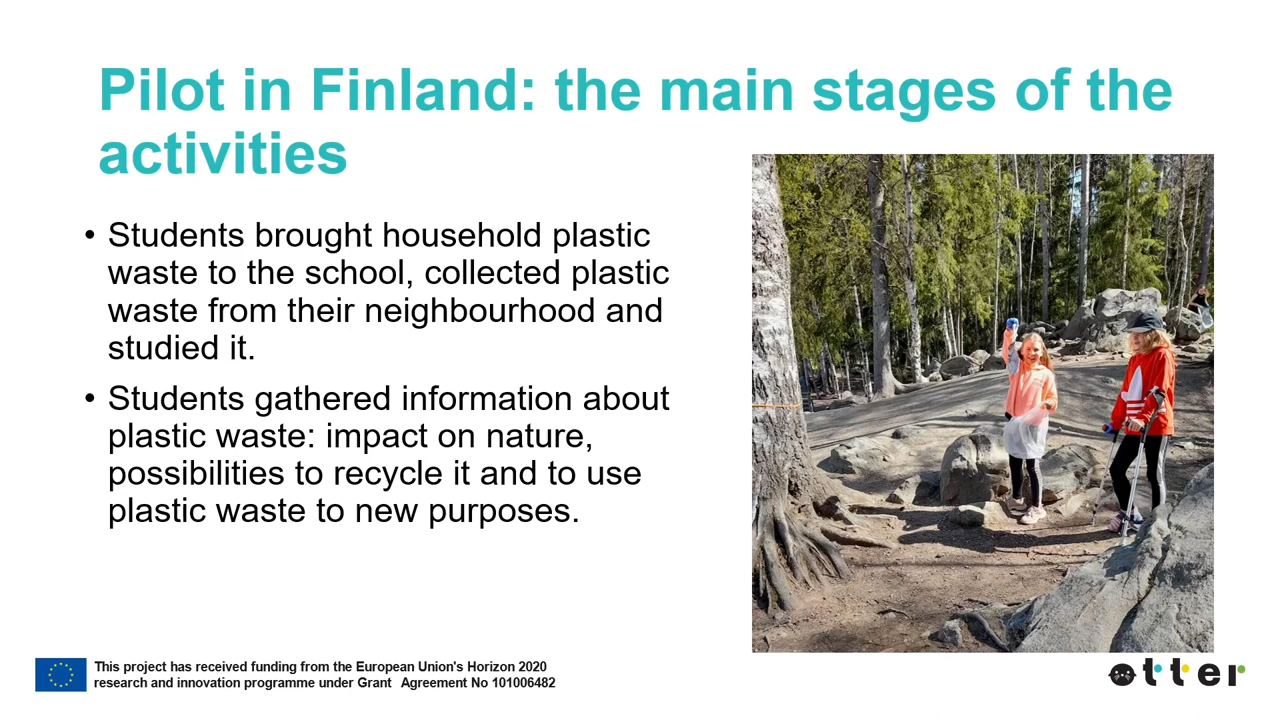 Pilot in Finland: the main stages of the
activities
• Students brought household plastic
waste to the school, collected plastic
waste from their neighbourhood and
studied it.
• Students gathered information about
plastic waste: impact on nature,
possibilities to recycle it and to use
plastic waste to new purposes.
This project has received funding from the European Union's Horizon 2020
research and innovation programme under Grant Agreement No 101006482
otter